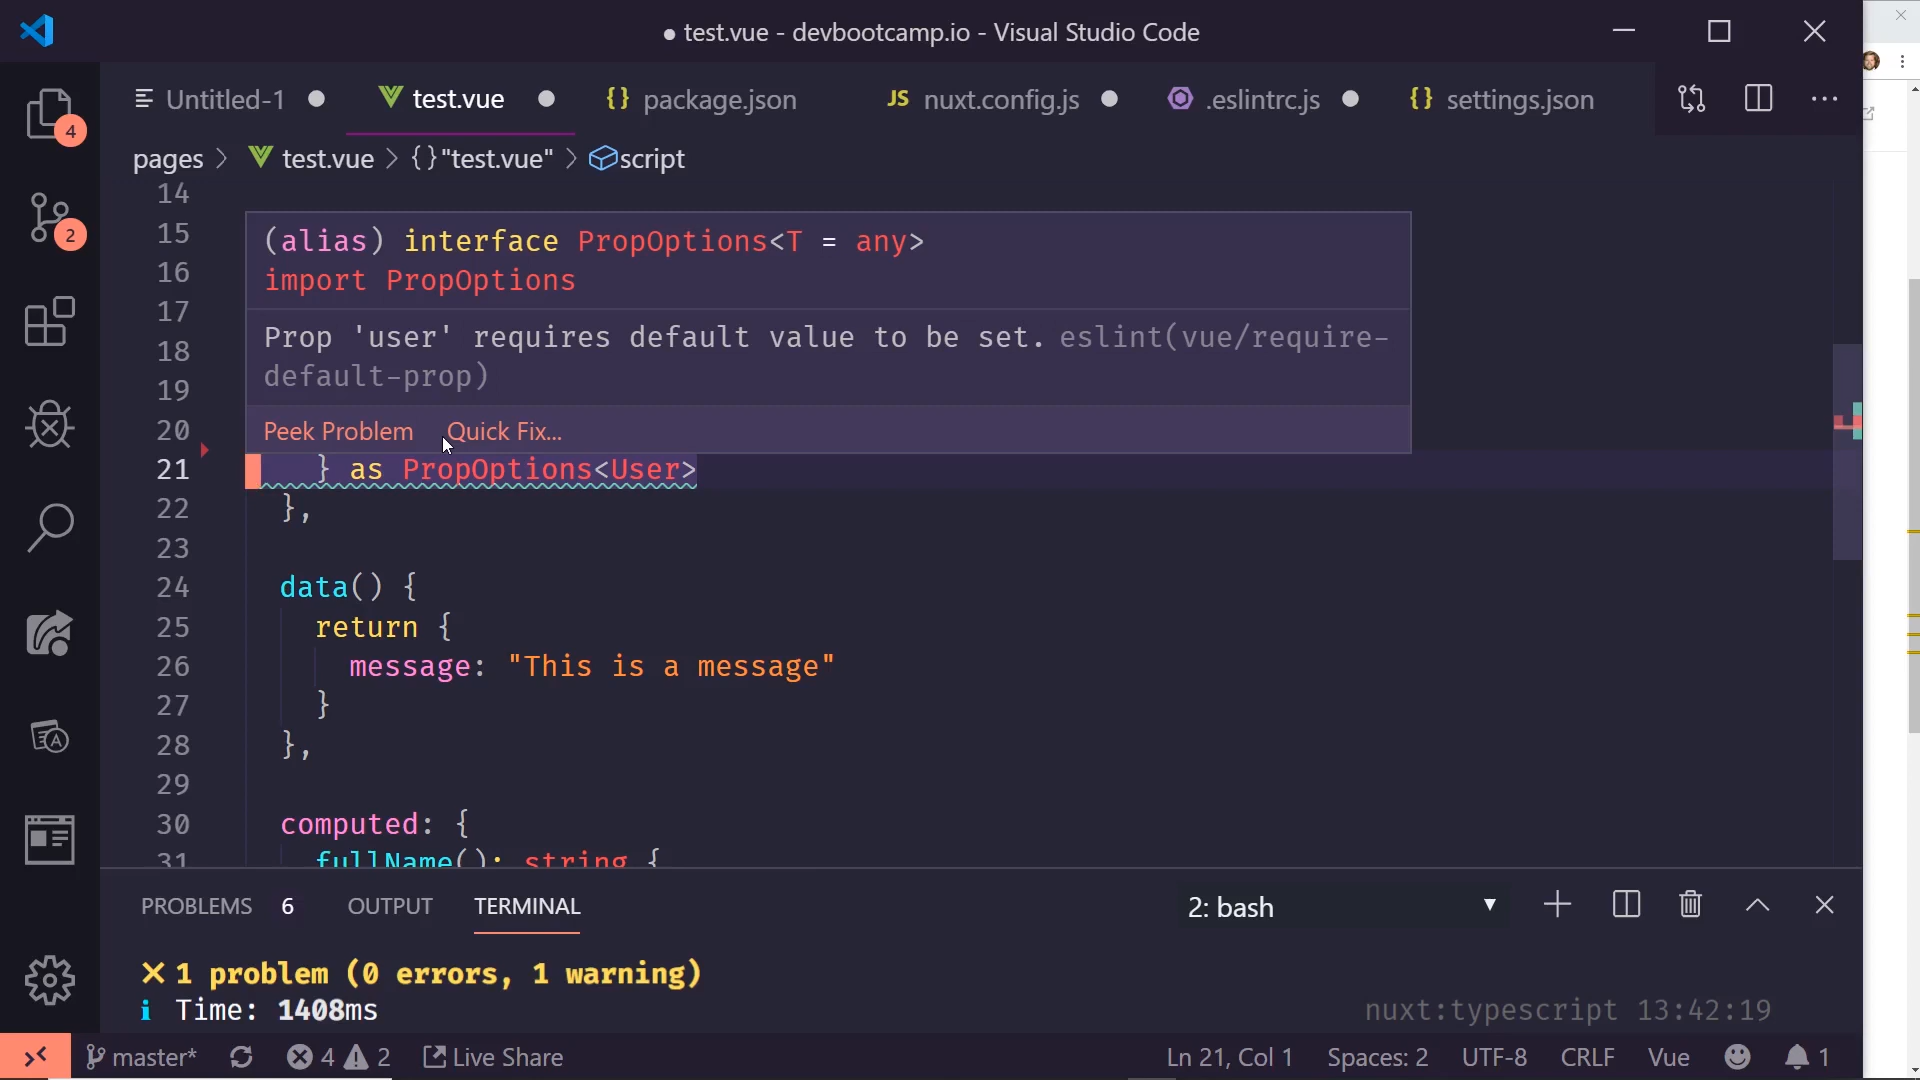 ● test.vue - devbootcamp.io - Visual Studio Code
Untitled-1 test.vue {} package.json JS nuxt.config.js .eslintrc.js {} settings.json ...
pages > test.vue > {} "test.vue" > script
4
2
14
15
16
17
18
19
20
(alias) interface PropOptions<T = any>
import PropOptions
Prop 'user' requires default value to be set. eslint(vue/require-
default-prop)
Peek Problem Quick Fix...
21 } as PropOptions<User>
22 },
23
24 data() {
25 return {
26 message: "This is a message"
27 }
28 },
29
30 computed: {
31 fullName(): string {
PROBLEMS 6 OUTPUT TERMINAL 2: bash
✕ 1 problem (0 errors, 1 warning)
i Time: 1408ms nuxt:typescript 13:42:19
master* 4 2 Live Share Ln 21, Col 1 Spaces: 2 UTF-8 CRLF Vue 1